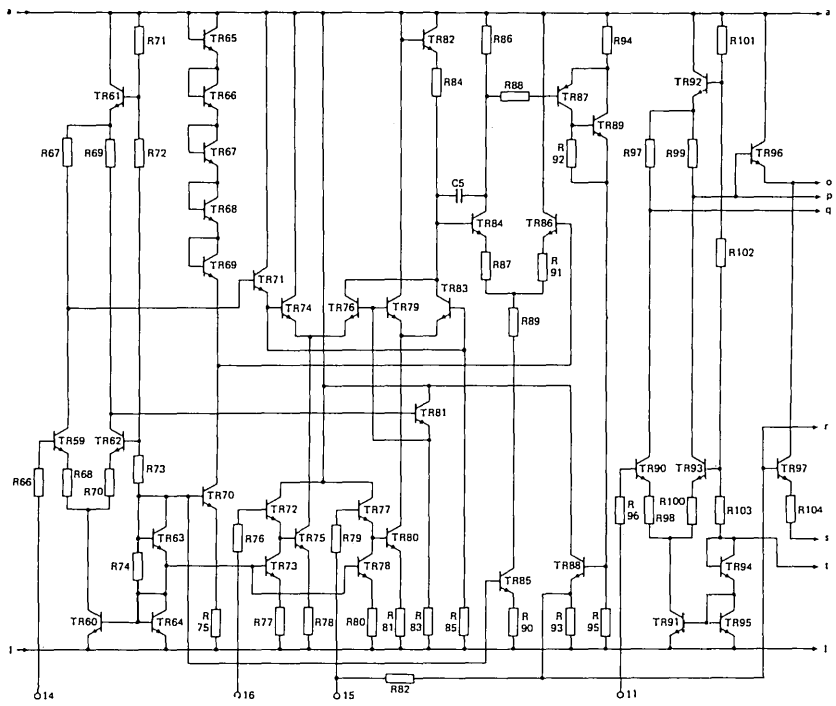 a a
R71 TR65 TR82 R86 R94 R101
R84 TR92
TR61 TR66 R88 TR87
TR89
R67 R69 R72 TR67 R 92 R97 R99 TR96
o
C5 p
TR68 q
TR84 TR86
R102
TR69 R87 R 91
TR71 TR83
TR74 TR76 TR79 R89
TR81 r
TR59 TR62 TR90 TR93 TR97
R66 R68 R70 R73 R 96 R98 R100 R104
TR70 TR72 TR77 R103
TR63 R76 TR75 R79 TR80 s
R74 TR73 TR78 TR85 TR88 TR94 t
TR60 TR64 R 75 R77 R78 R80 R 81 R 83 R 85 R 90 R 93 R 95 TR91 TR95
l l
R82
14 16 15 11